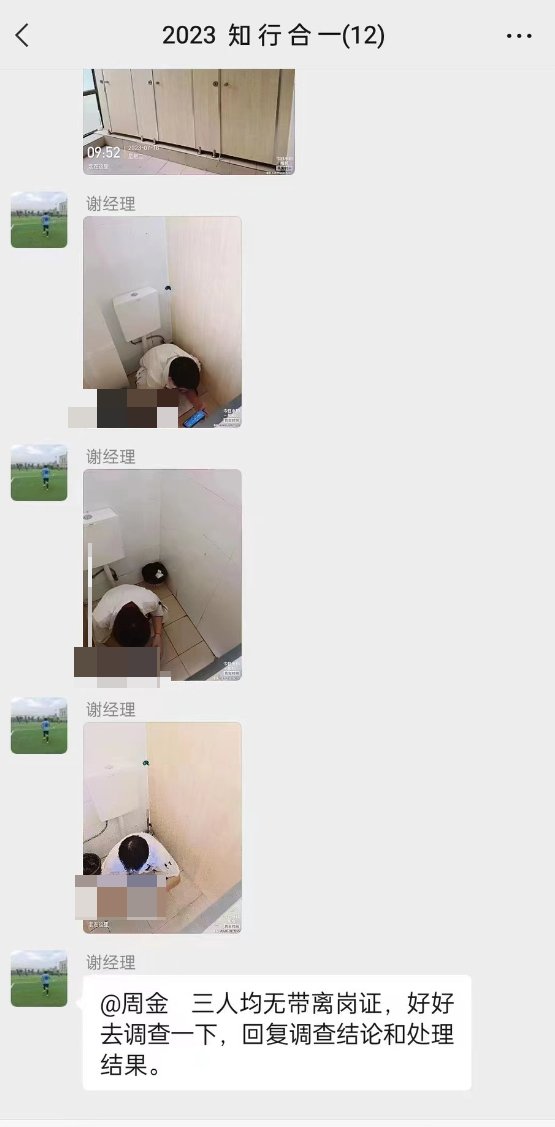 2023 知行合一(12)
09:52
谢经理
谢经理
谢经理
谢经理
@周金 三人均无带离岗证，好好
去调查一下，回复调查结论和处理
结果。